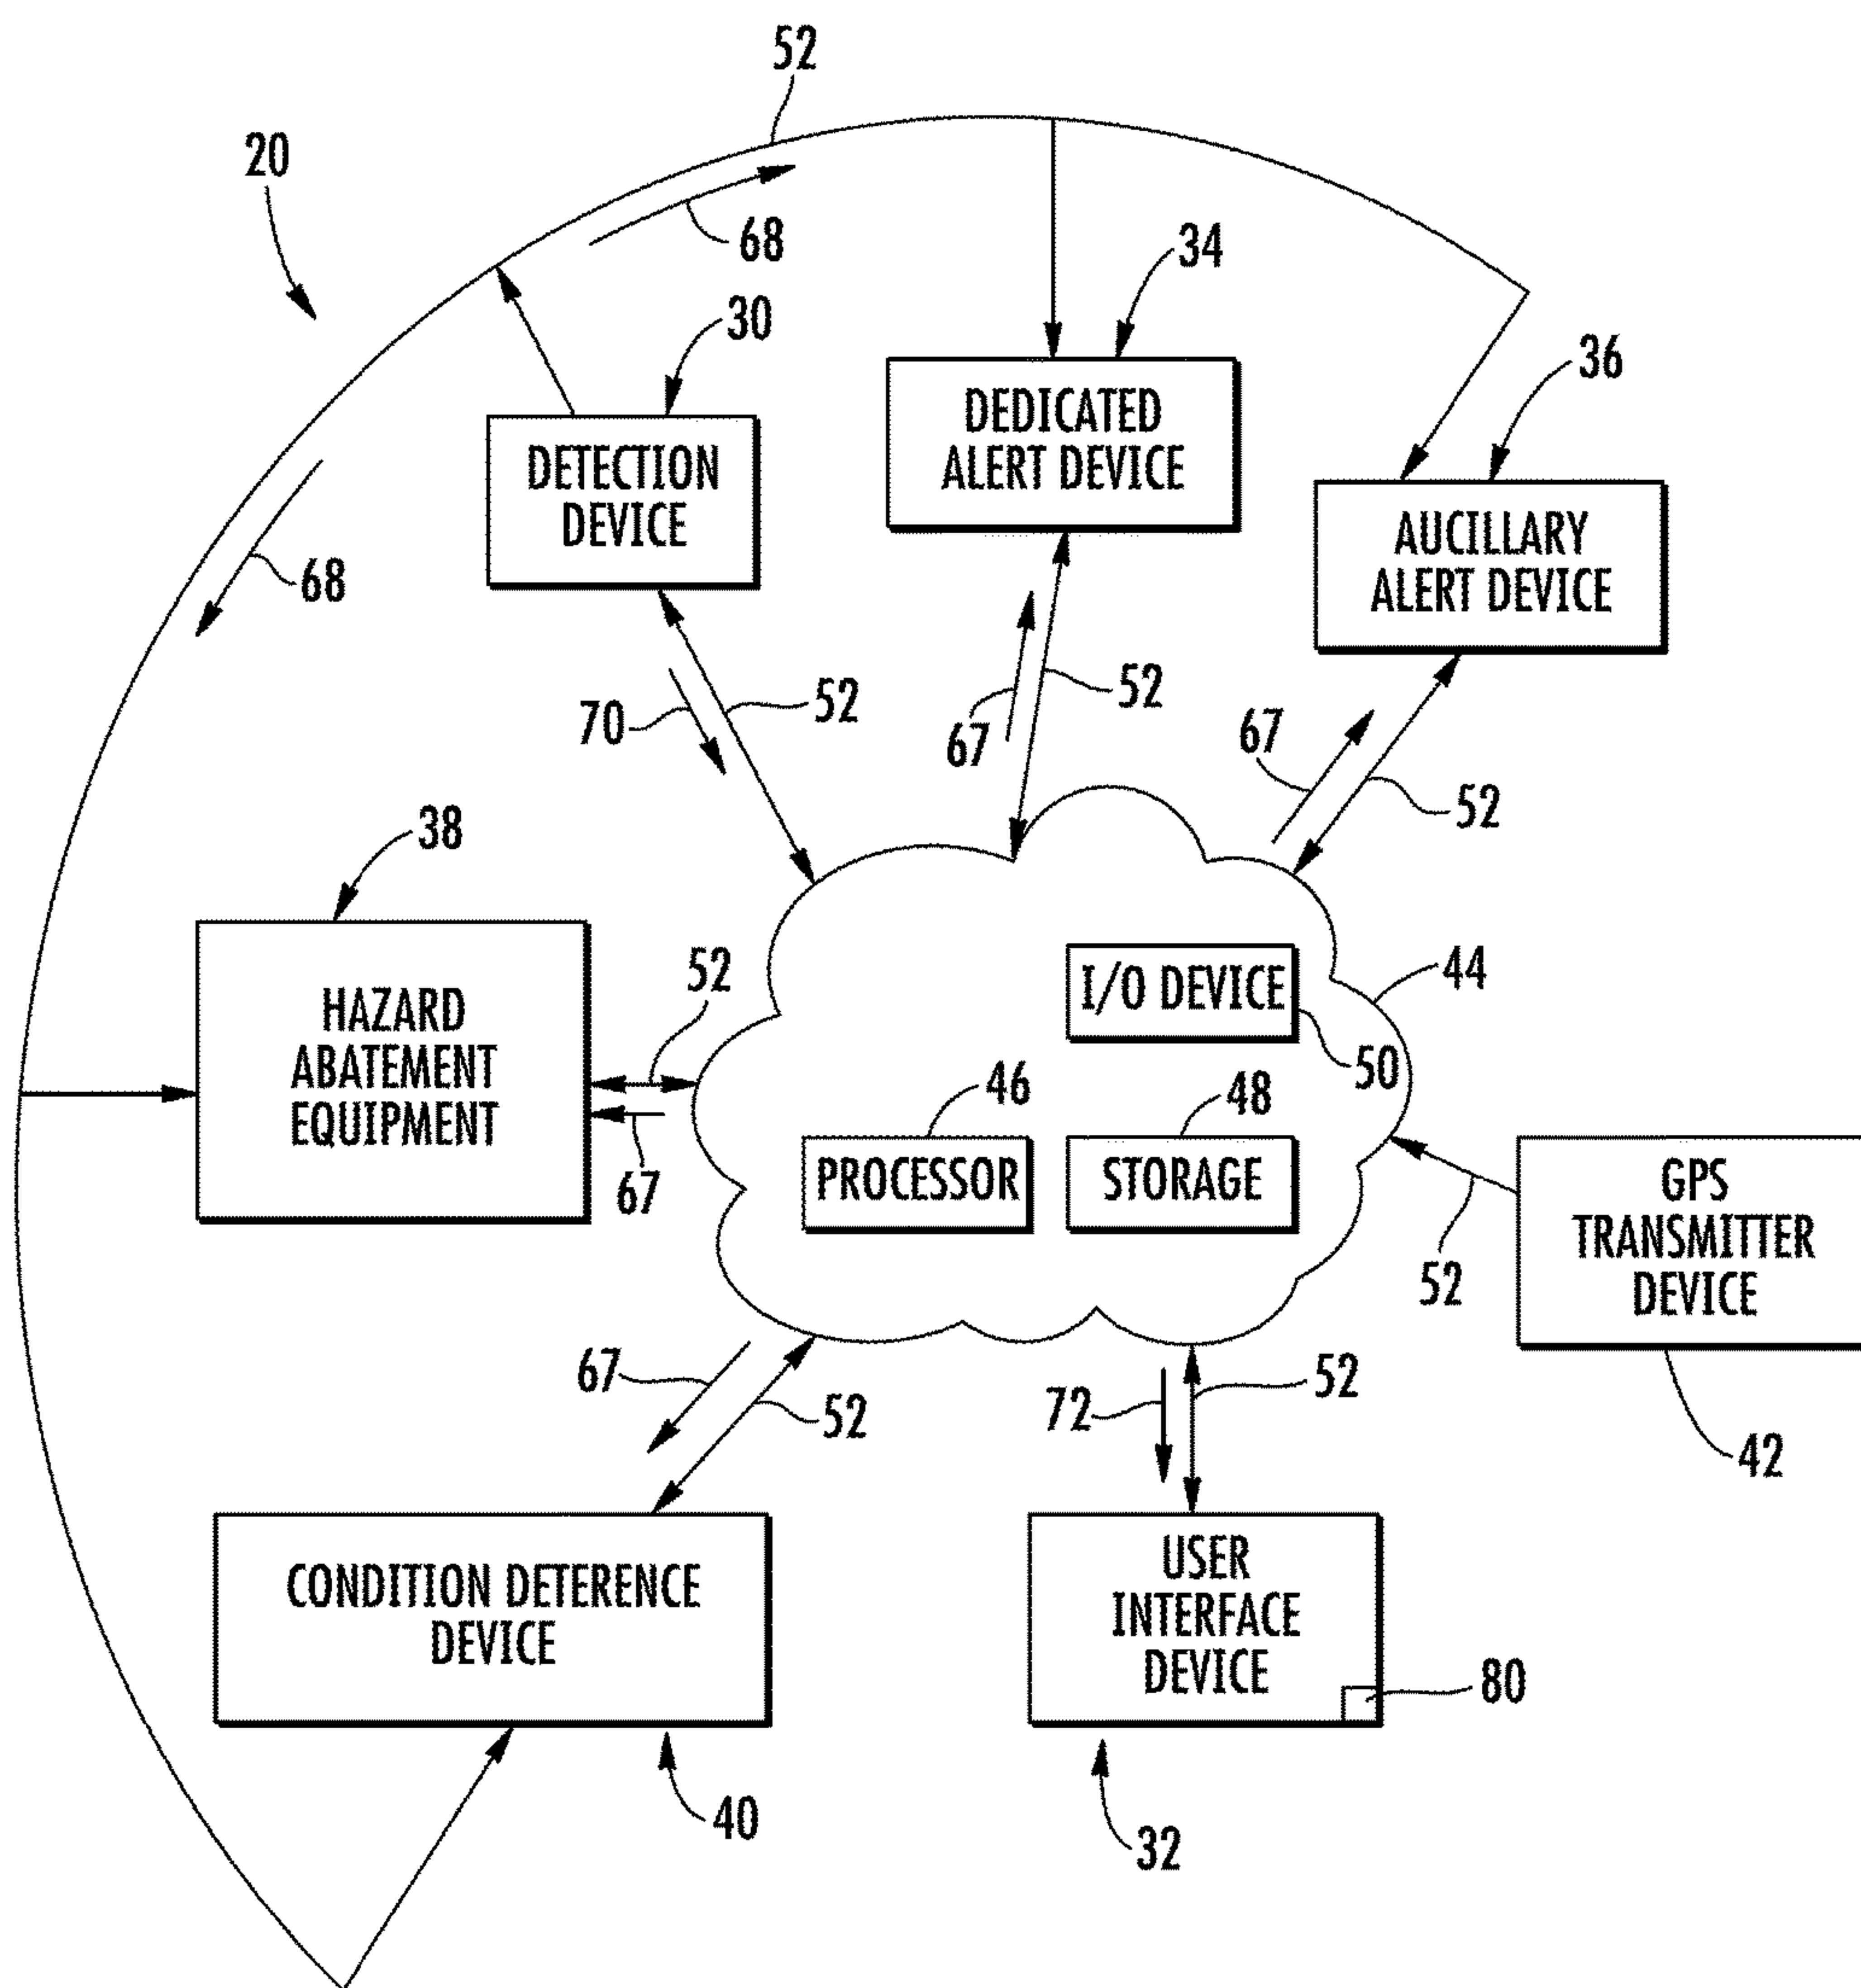 52
20
68
34
30
36
DEDICATED
ALERT DEVICE
DETECTION
DEVICE
AUCILLARY
ALERT DEVICE
68
70
52
67
52
67
52
38
44
52
I/O DEVICE
50
HAZARD
ABATEMENT
EQUIPMENT
46
48
PROCESSOR
STORAGE
67
GPS
TRANSMITTER
DEVICE
52
67
52
72
52
42
CONDITION DETERENCE
DEVICE
USER
INTERFACE
DEVICE
80
40
32